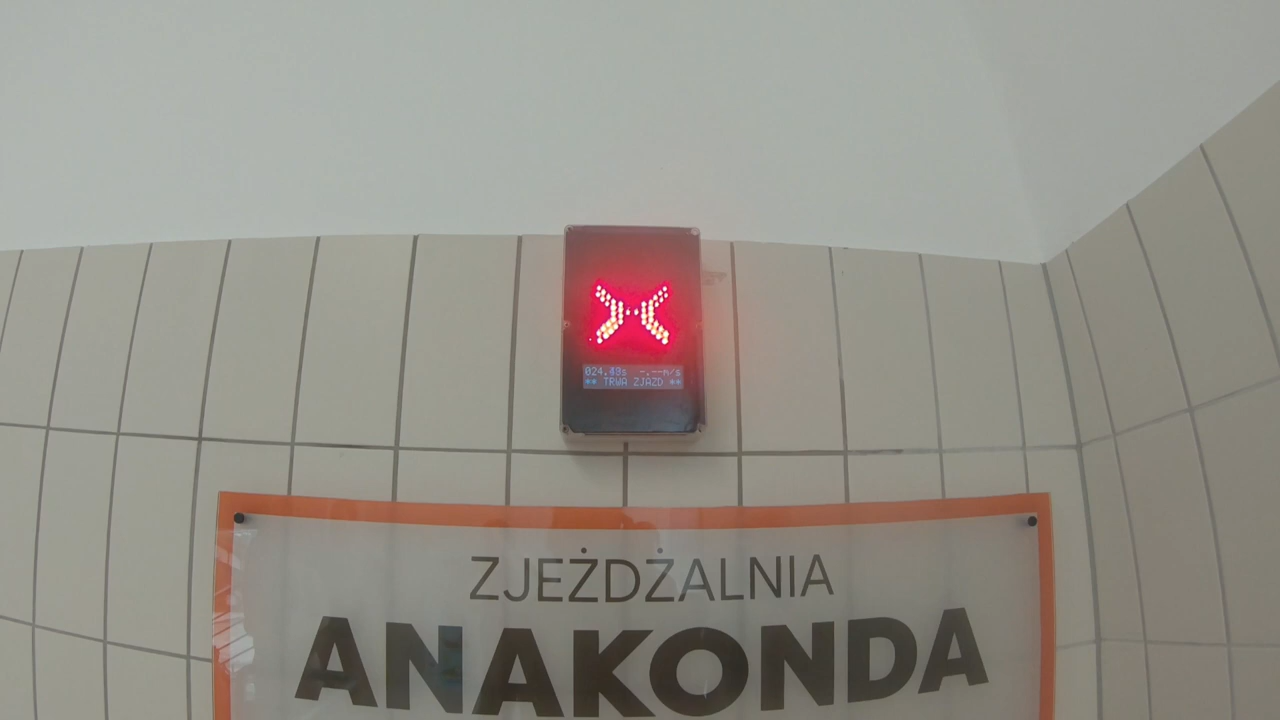 024.48s -.--m/s
** TRWA ZJAZD **
ZJEŻDŻALNIA
ANAKONDA